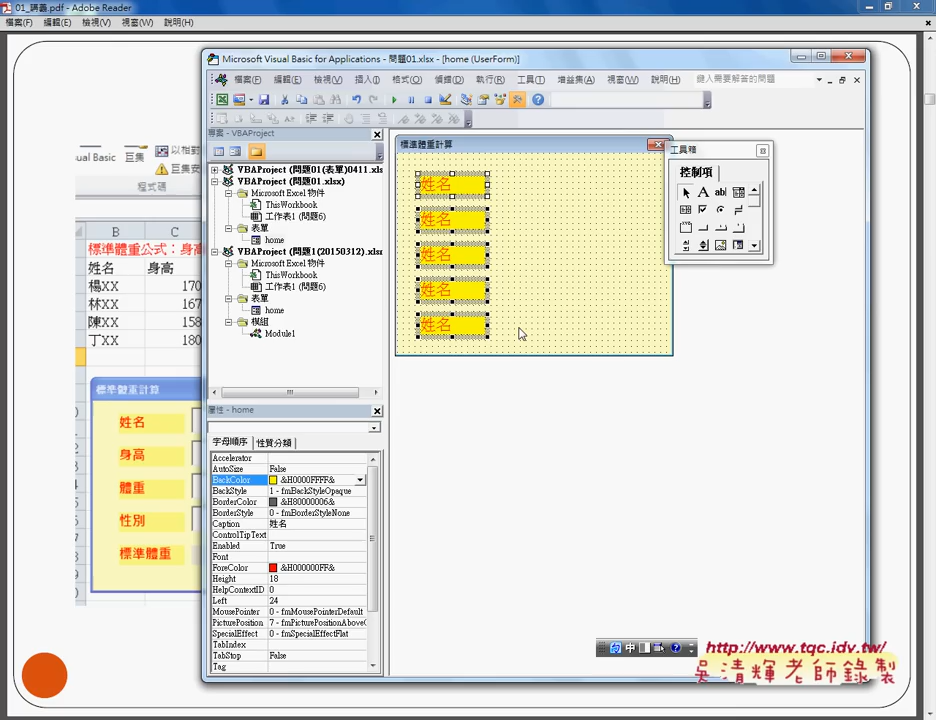 01_講義.pdf - Adobe Reader
檔案(F) 編輯(E) 檢視(V) 視窗(W) 說明(H)
Microsoft Visual Basic for Applications - 問題01.xlsx - [home (UserForm)]
檔案(F) 編輯(E) 檢視(V) 插入(I) 格式(O) 偵錯(D) 執行(R) 工具(T) 增益集(A) 視窗(W) 說明(H) 鍵入需要解答的問題
專案 - VBAProject
VBAProject (問題01(表單)0411.xls
VBAProject (問題01.xlsx)
Microsoft Excel 物件
ThisWorkbook
工作表1 (問題6)
表單
home
VBAProject (問題1(20150312).xls
Microsoft Excel 物件
ThisWorkbook
工作表1 (問題6)
表單
home
模組
Module1
屬性 - home
字母順序 性質分類
Accelerator
AutoSize False
BackColor &H0000FFFF&
BackStyle 1 - fmBackStyleOpaque
BorderColor &H80000006&
BorderStyle 0 - fmBorderStyleNone
Caption 姓名
ControlTipText
Enabled True
Font
ForeColor &H000000FF&
Height 18
HelpContextID 0
Left 24
MousePointer 0 - fmMousePointerDefault
PicturePosition 7 - fmPicturePositionAboveC
SpecialEffect 0 - fmSpecialEffectFlat
TabIndex
TabStop False
Tag
標準體重計算
姓名
姓名
姓名
姓名
姓名
工具箱
控制項
ual Basic 巨集 以相對
巨集安
程式碼
B C
標準體重公式：身高
姓名 身高
楊XX 170
林XX 167
陳XX 158
丁XX 180
標準體重計算
姓名
身高
體重
性別
標準體重
中
http://www.tqc.idv.tw/
吳清輝老師錄製